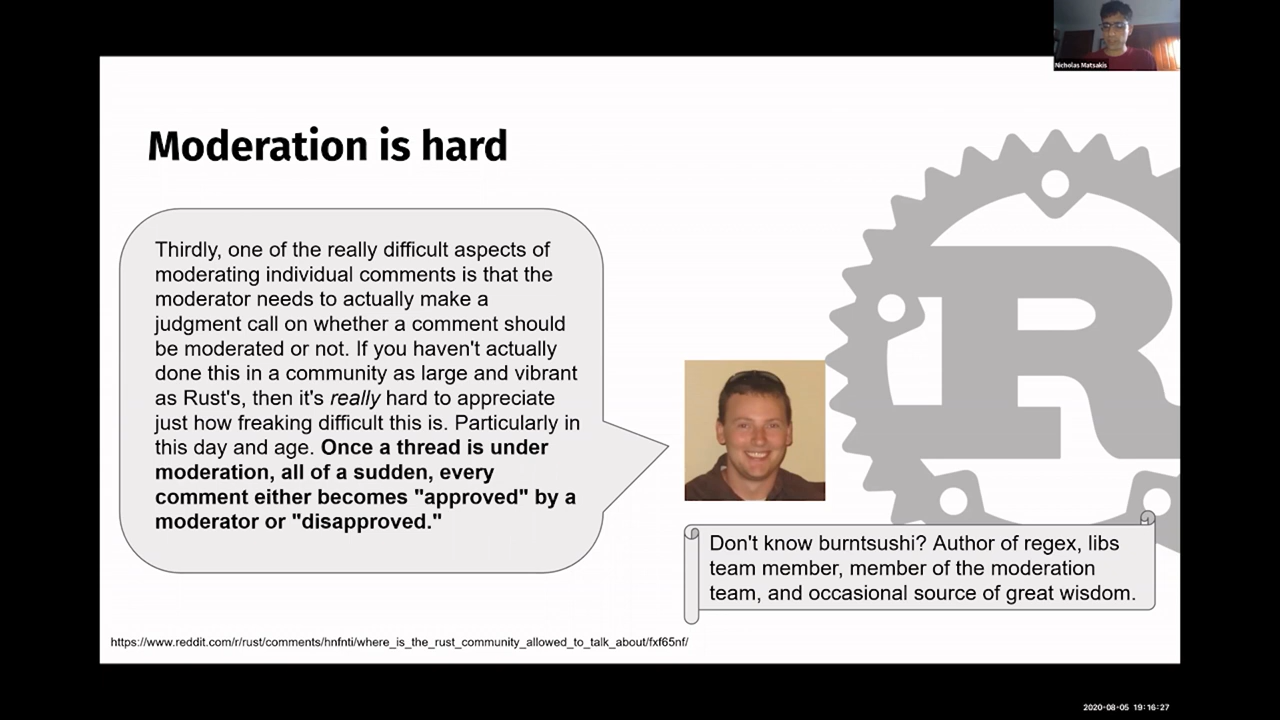 Nicholas Matsakis
Moderation is hard
Thirdly, one of the really difficult aspects of
moderating individual comments is that the
moderator needs to actually make a
judgment call on whether a comment should
be moderated or not. If you haven't actually
done this in a community as large and vibrant
as Rust's, then it's really hard to appreciate
just how freaking difficult this is. Particularly in
this day and age. Once a thread is under
moderation, all of a sudden, every
comment either becomes "approved" by a
moderator or "disapproved."
R
Don't know burntsushi? Author of regex, libs
team member, member of the moderation
team, and occasional source of great wisdom.
https://www.reddit.com/r/rust/comments/hnfnti/where_is_the_rust_community_allowed_to_talk_about/fxf65nf/
2020-08-05 19:16:27